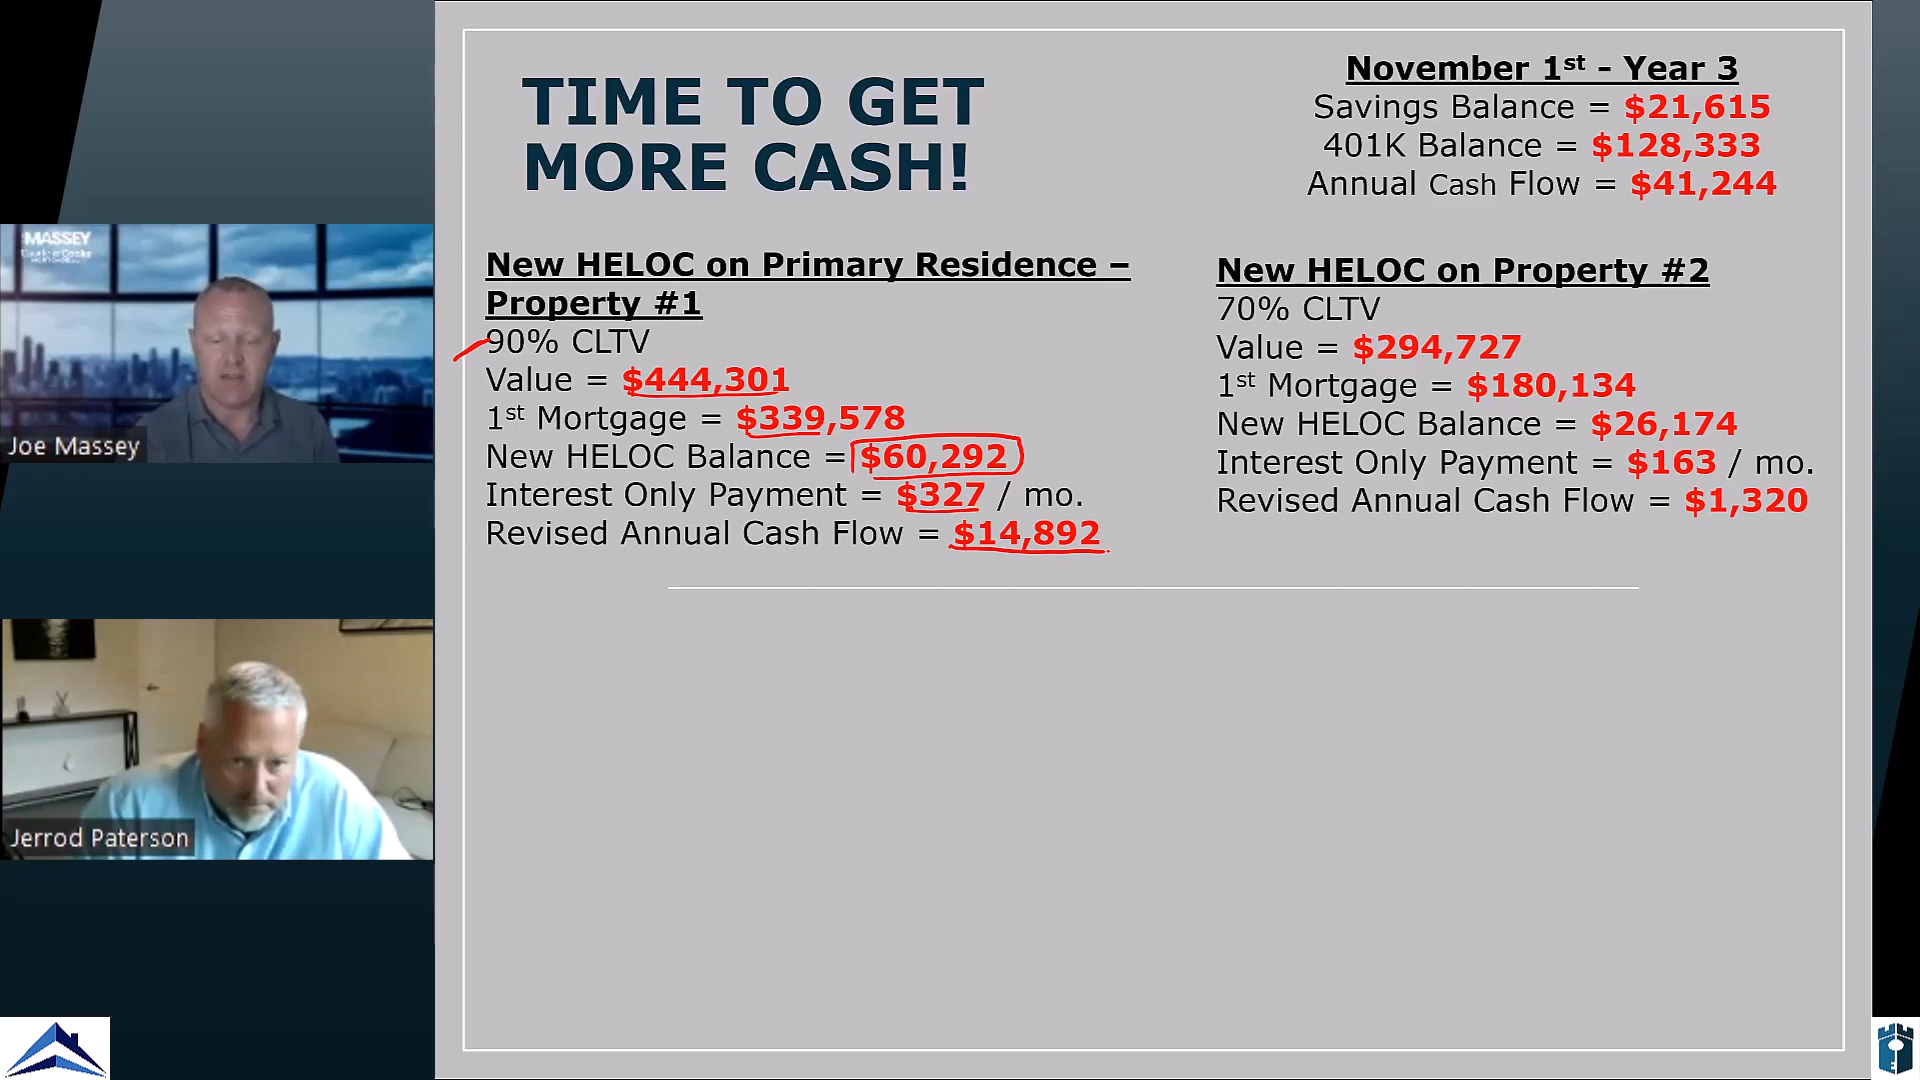 TIME TO GET
MORE CASH!
November 1st - Year 3
Savings Balance = $21,615
401K Balance = $128,333
Annual Cash Flow = $41,244
New HELOC on Primary Residence –
Property #1
90% CLTV
Value = $444,301
1st Mortgage = $339,578
New HELOC Balance = $60,292
Interest Only Payment = $327 / mo.
Revised Annual Cash Flow = $14,892
New HELOC on Property #2
70% CLTV
Value = $294,727
1st Mortgage = $180,134
New HELOC Balance = $26,174
Interest Only Payment = $163 / mo.
Revised Annual Cash Flow = $1,320
MASSEY
Joe Massey
Jerrod Paterson